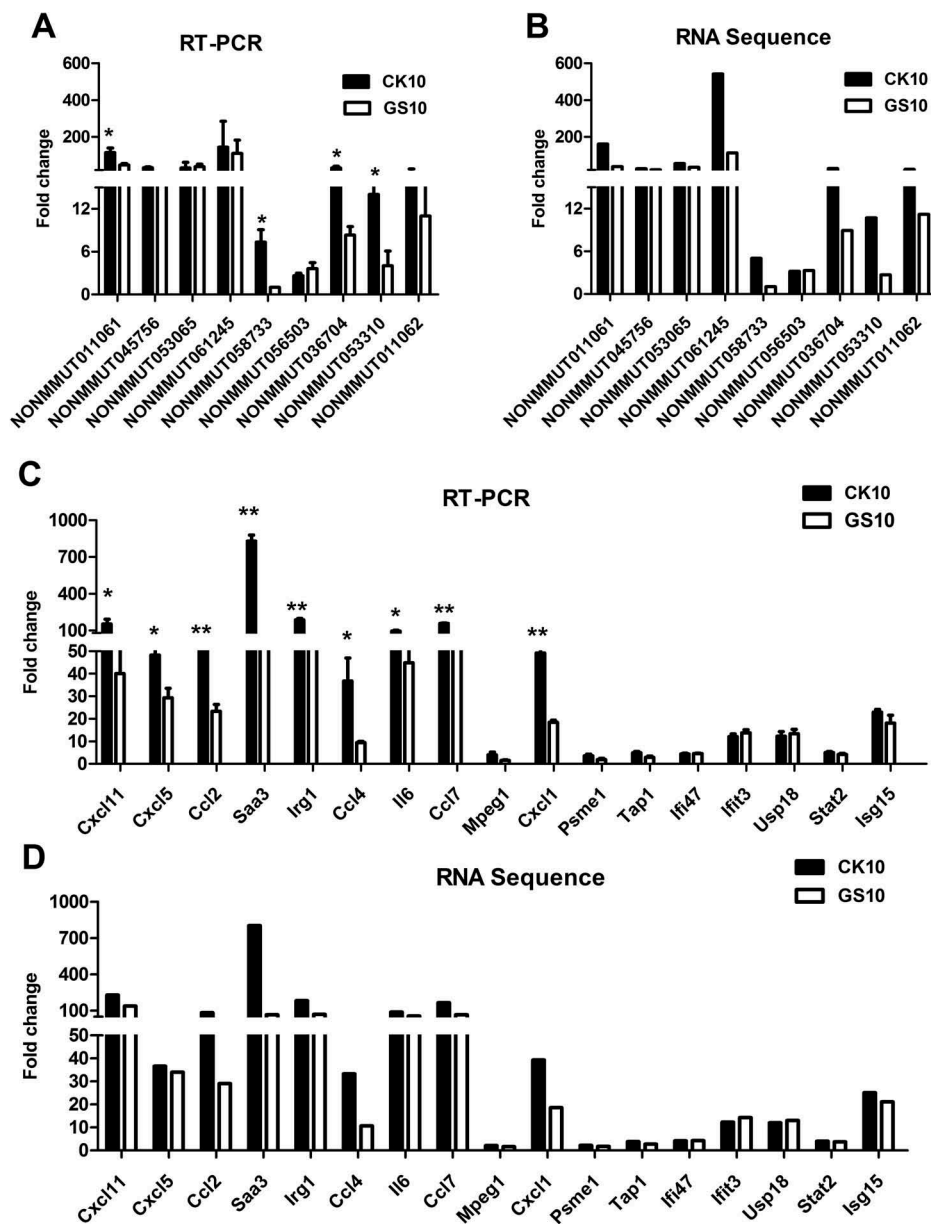 A
RT-PCR
CK10
GS10
Fold change
600
400
200
12
6
0
*
*
*
*
NONMMUT011061
NONMMUT045756
NONMMUT053065
NONMMUT061245
NONMMUT058733
NONMMUT056503
NONMMUT036704
NONMMUT053310
NONMMUT011062
B
RNA Sequence
CK10
GS10
Fold change
600
400
200
12
6
0
NONMMUT011061
NONMMUT045756
NONMMUT053065
NONMMUT061245
NONMMUT058733
NONMMUT056503
NONMMUT036704
NONMMUT053310
NONMMUT011062
C
RT-PCR
CK10
GS10
Fold change
1000
700
400
100
50
40
30
20
10
0
* * ** ** ** * * ** **
Cxcl11
Cxcl5
Ccl2
Saa3
Irg1
Ccl4
Il6
Ccl7
Mpeg1
Cxcl1
Psme1
Tap1
Ifi47
Ifit3
Usp18
Stat2
Isg15
D
RNA Sequence
CK10
GS10
Fold change
1000
700
400
100
50
40
30
20
10
0
Cxcl11
Cxcl5
Ccl2
Saa3
Irg1
Ccl4
Il6
Ccl7
Mpeg1
Cxcl1
Psme1
Tap1
Ifi47
Ifit3
Usp18
Stat2
Isg15